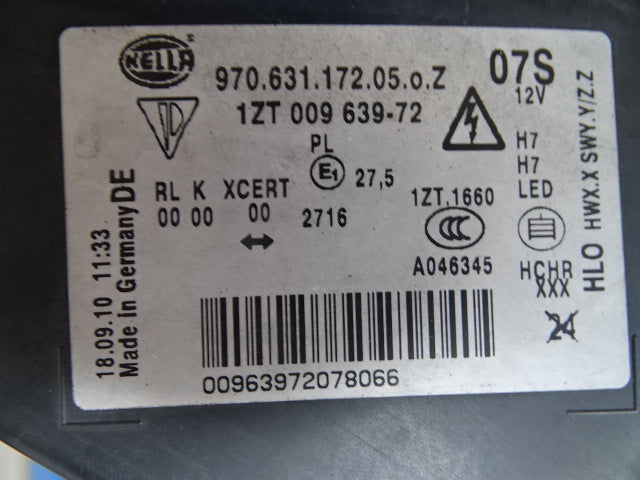 HELLA
970.631.172.05.o.Z
07S
12V
1ZT 009 639-72
PL
E1
27,5
H7
H7
LED
RL K XCERT
00 00 00
2716
1ZT.1660
CCC
A046345
HCHR
XXX
24
HLO HWX.X SWY.Y/Z.Z
18.09.10 11:33
Made in Germany DE
00963972078066